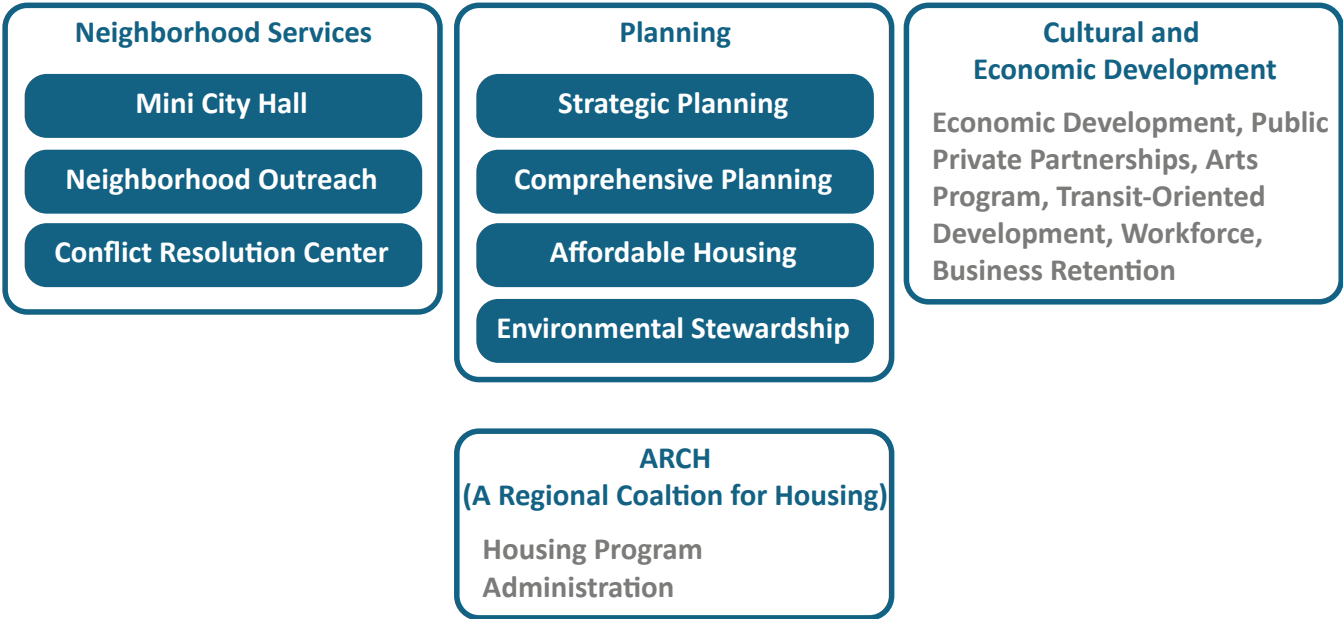 Neighborhood Services
Mini City Hall
Neighborhood Outreach
Conflict Resolution Center
Planning
Strategic Planning
Comprehensive Planning
Affordable Housing
Environmental Stewardship
Cultural and
Economic Development
Economic Development, Public
Private Partnerships, Arts
Program, Transit-Oriented
Development, Workforce,
Business Retention
ARCH
(A Regional Coaltion for Housing)
Housing Program
Administration